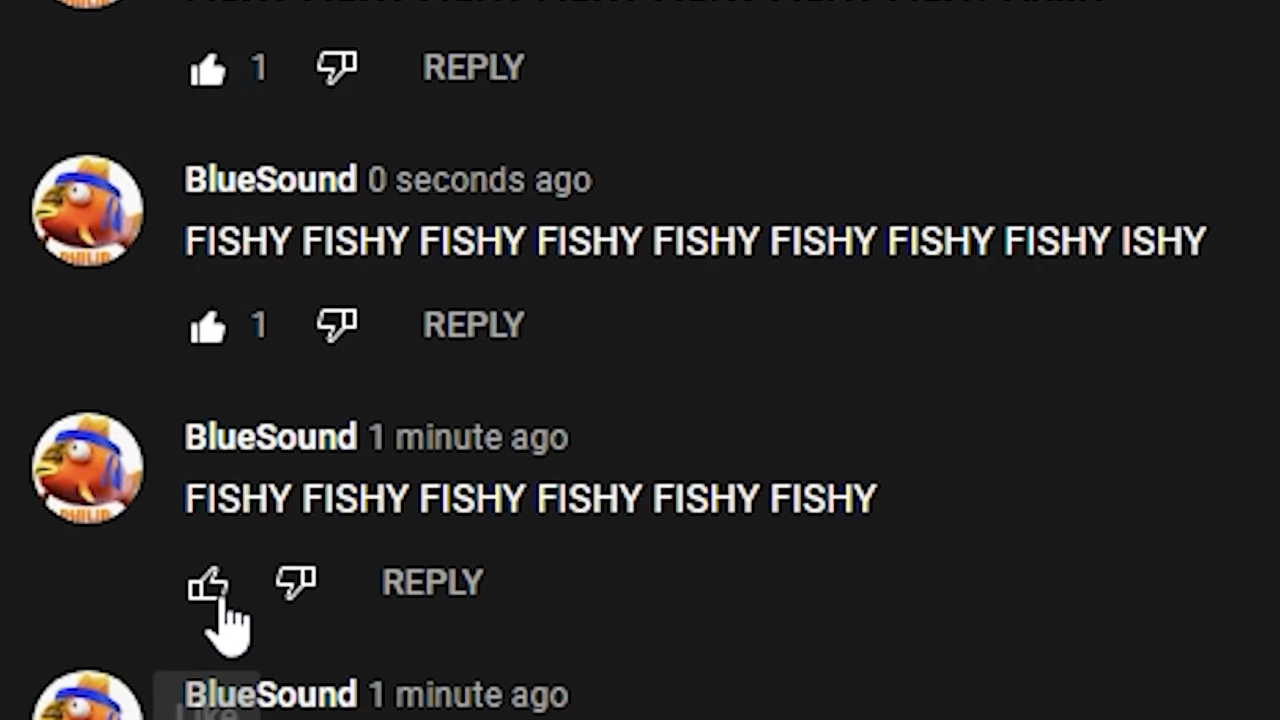 1 REPLY
BlueSound 0 seconds ago
FISHY FISHY FISHY FISHY FISHY FISHY FISHY FISHY ISHY
1 REPLY
BlueSound 1 minute ago
FISHY FISHY FISHY FISHY FISHY FISHY
REPLY
BlueSound 1 minute ago
Like